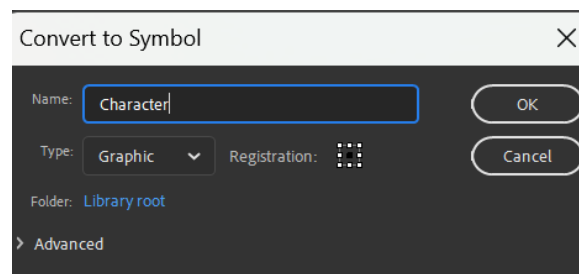 Convert to Symbol
Name: Character OK
Type: Graphic Registration: Cancel
Folder: Library root
Advanced